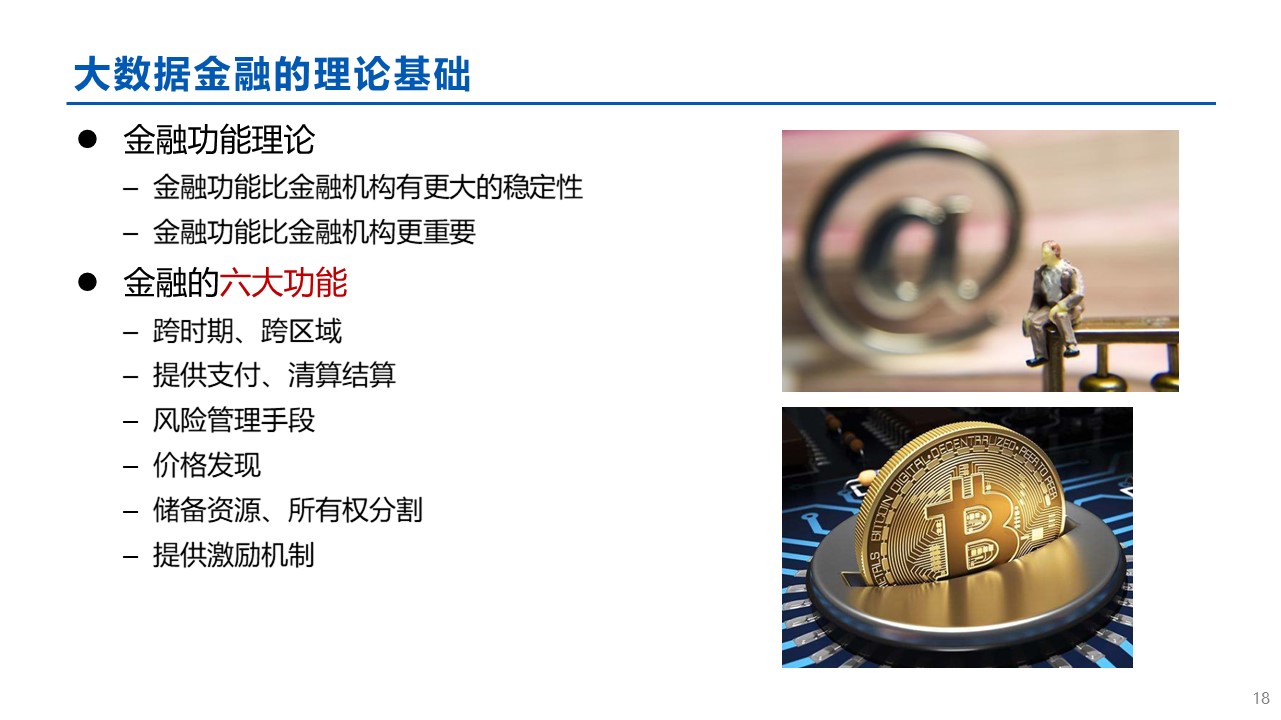 大数据金融的理论基础
● 金融功能理论
– 金融功能比金融机构有更大的稳定性
– 金融功能比金融机构更重要
● 金融的六大功能
– 跨时期、跨区域
– 提供支付、清算结算
– 风险管理手段
– 价格发现
– 储备资源、所有权分割
– 提供激励机制
@
BITCOIN DIGITAL•DECENTRALIZED•PEER TO PEER
18